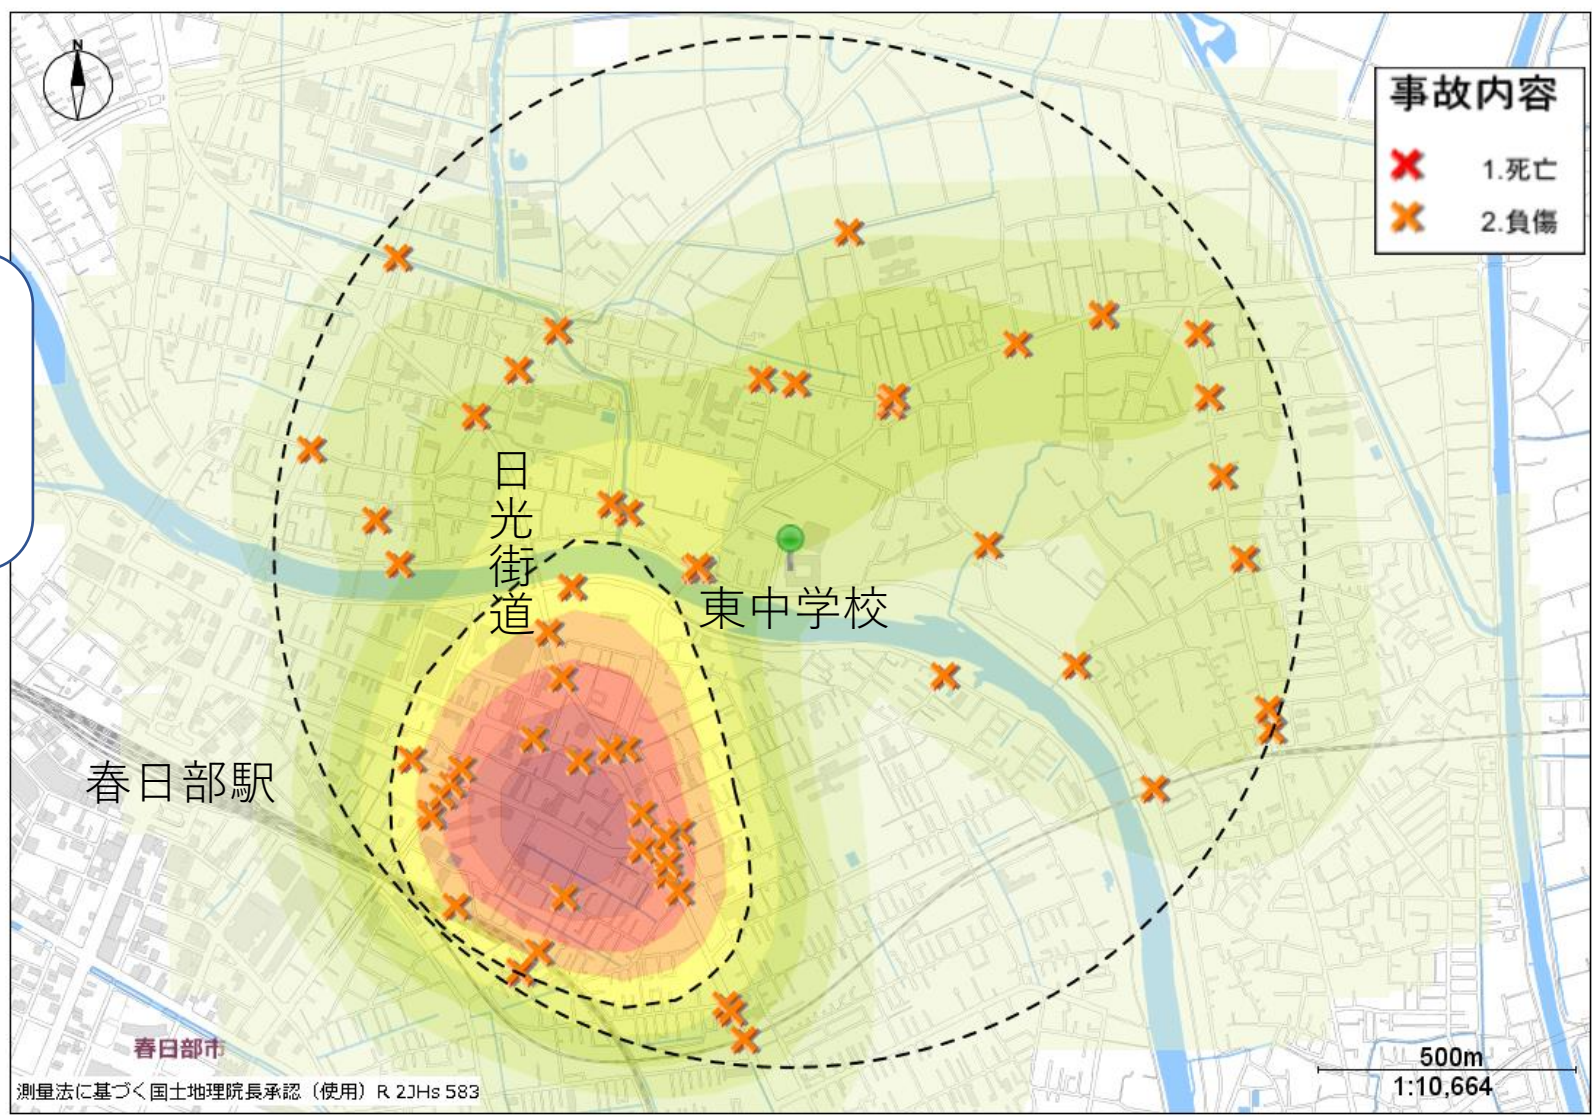 N
事故内容
1.死亡
2.負傷
日光街道
東中学校
春日部駅
春日部市
500m
1:10,664
測量法に基づく国土地理院長承認（使用）R 2JHs 583